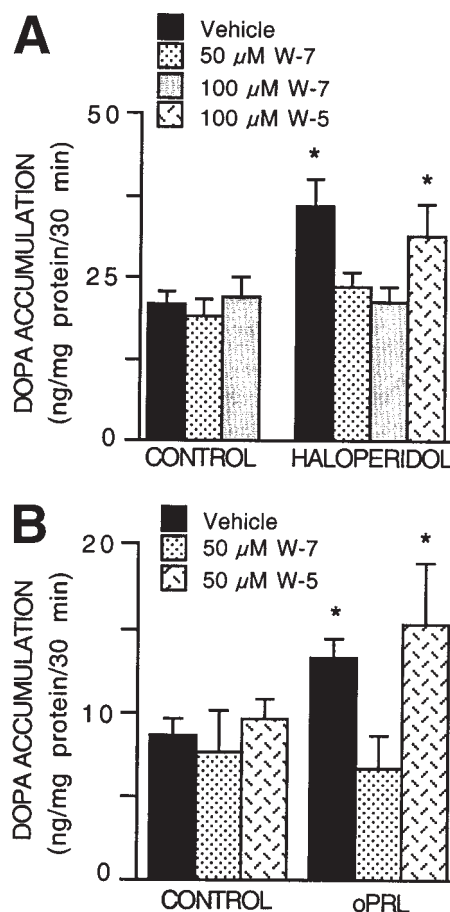 A
Vehicle
50 μM W-7
100 μM W-7
100 μM W-5
DOPA ACCUMULATION
(ng/mg protein/30 min)
50
25
0
*
*
CONTROL
HALOPERIDOL
B
Vehicle
50 μM W-7
50 μM W-5
DOPA ACCUMULATION
(ng/mg protein/30 min)
20
10
0
*
*
CONTROL
oPRL